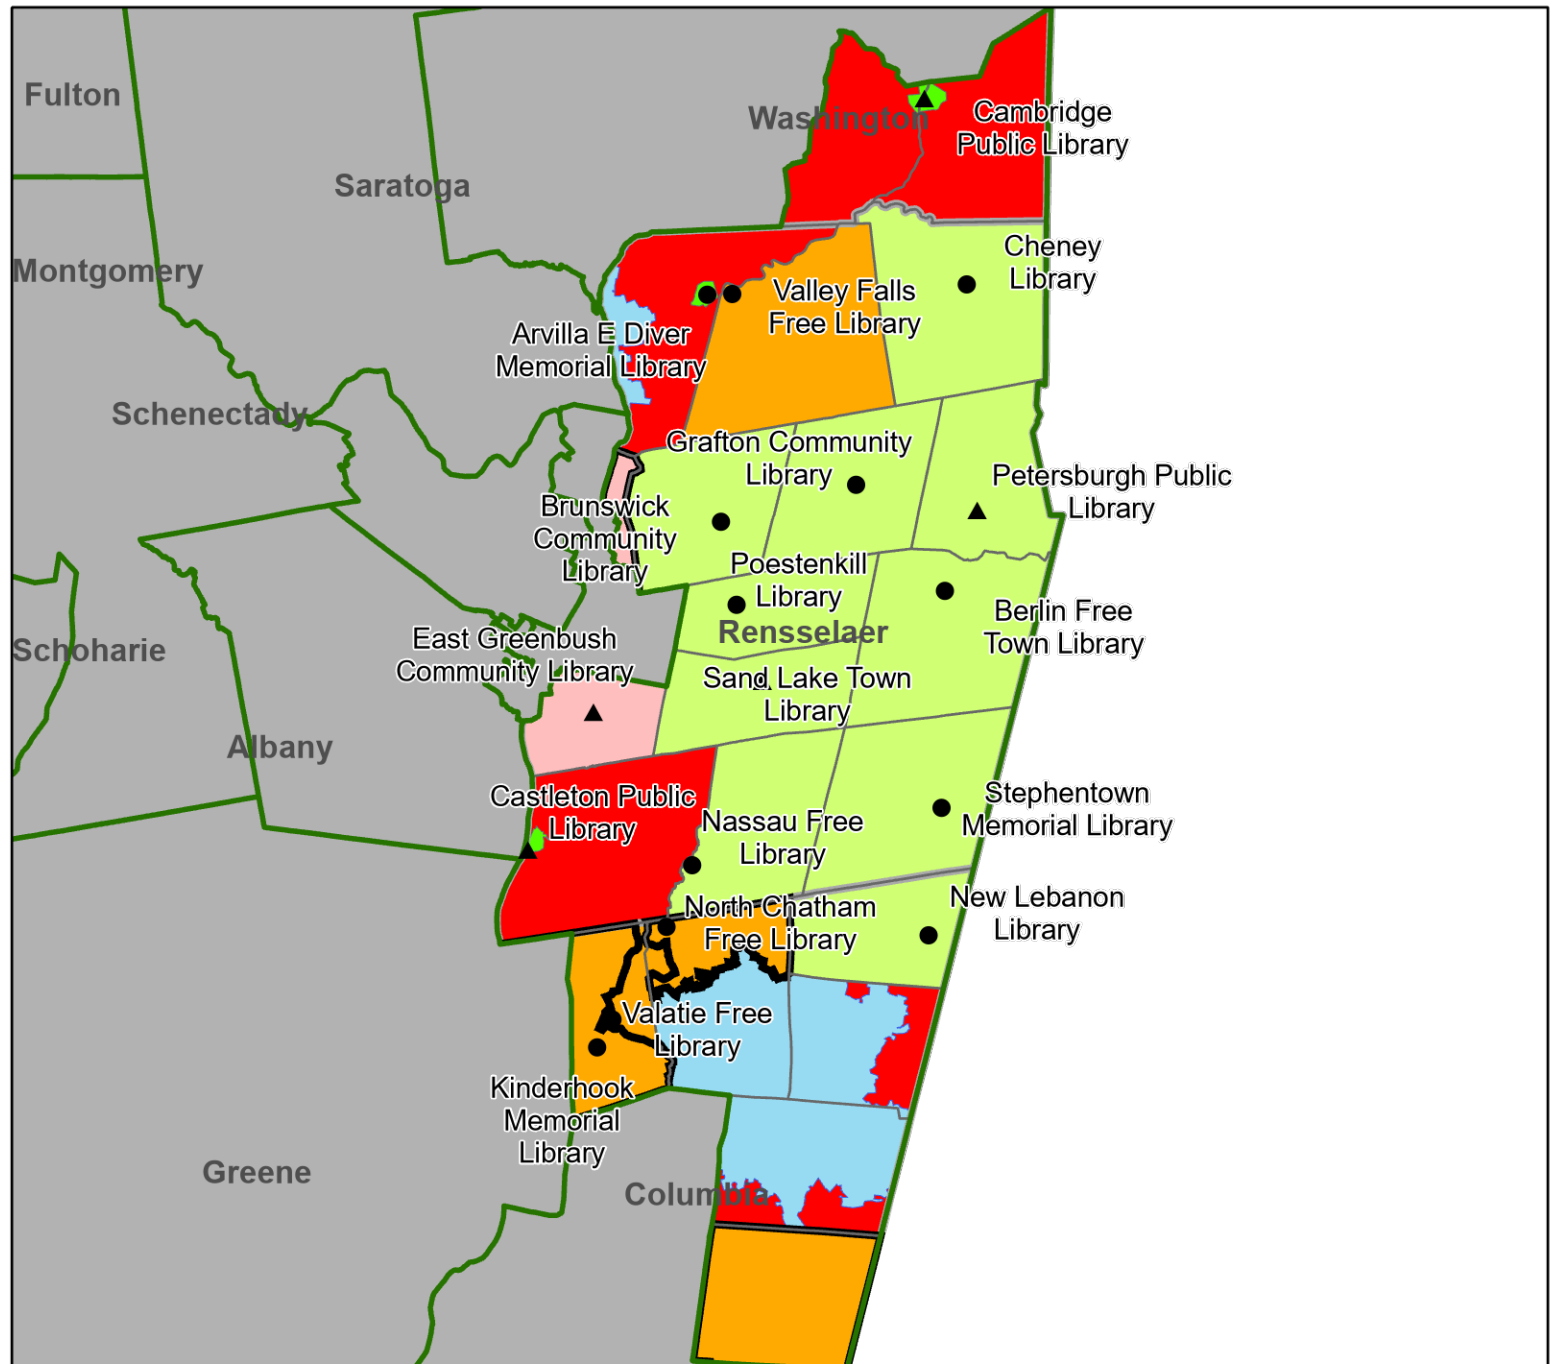 Fulton
Washington
Cambridge
Public Library
Saratoga
Montgomery
Cheney
Library
Valley Falls
Free Library
Arvilla E Diver
Memorial Library
Schenectady
Grafton Community
Library
Petersburgh Public
Library
Brunswick
Community
Library
Poestenkill
Library
Rensselaer
Berlin Free
Town Library
Schoharie
East Greenbush
Community Library
Sand Lake Town
Library
Albany
Castleton Public
Library
Stephentown
Memorial Library
Nassau Free
Library
New Lebanon
Library
North Chatham
Free Library
Valatie Free
Library
Kinderhook
Memorial
Library
Greene
Columbia